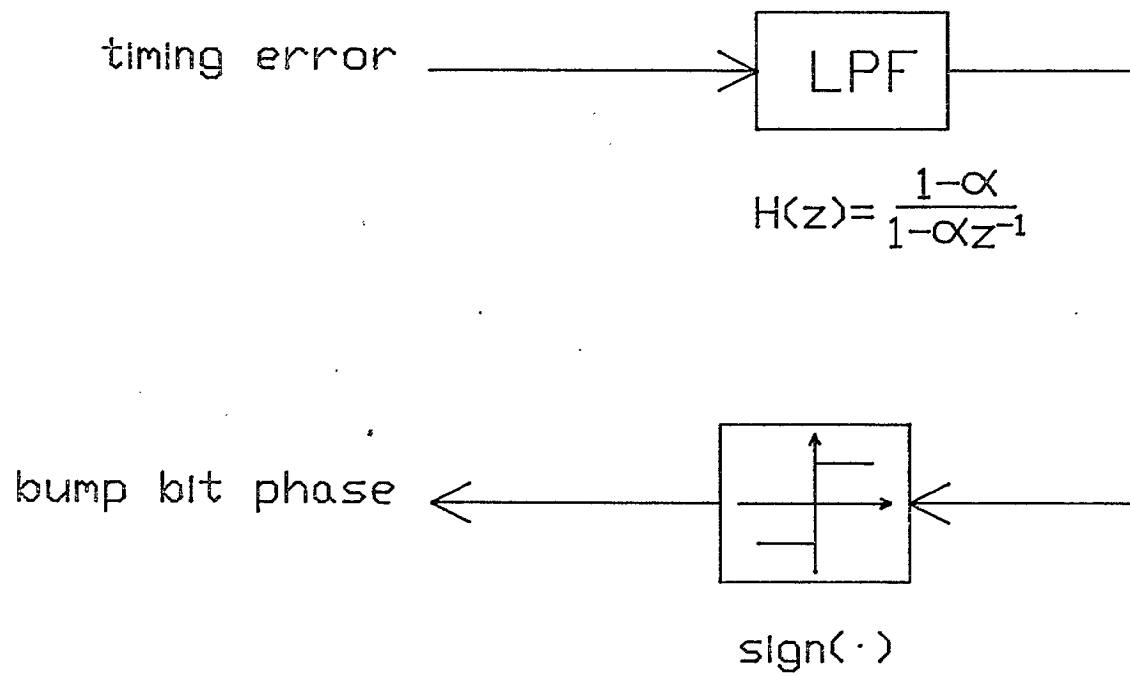 timing error
LPF
H(z)= 1-α / 1-αz⁻¹
bump bit phase
sign(·)